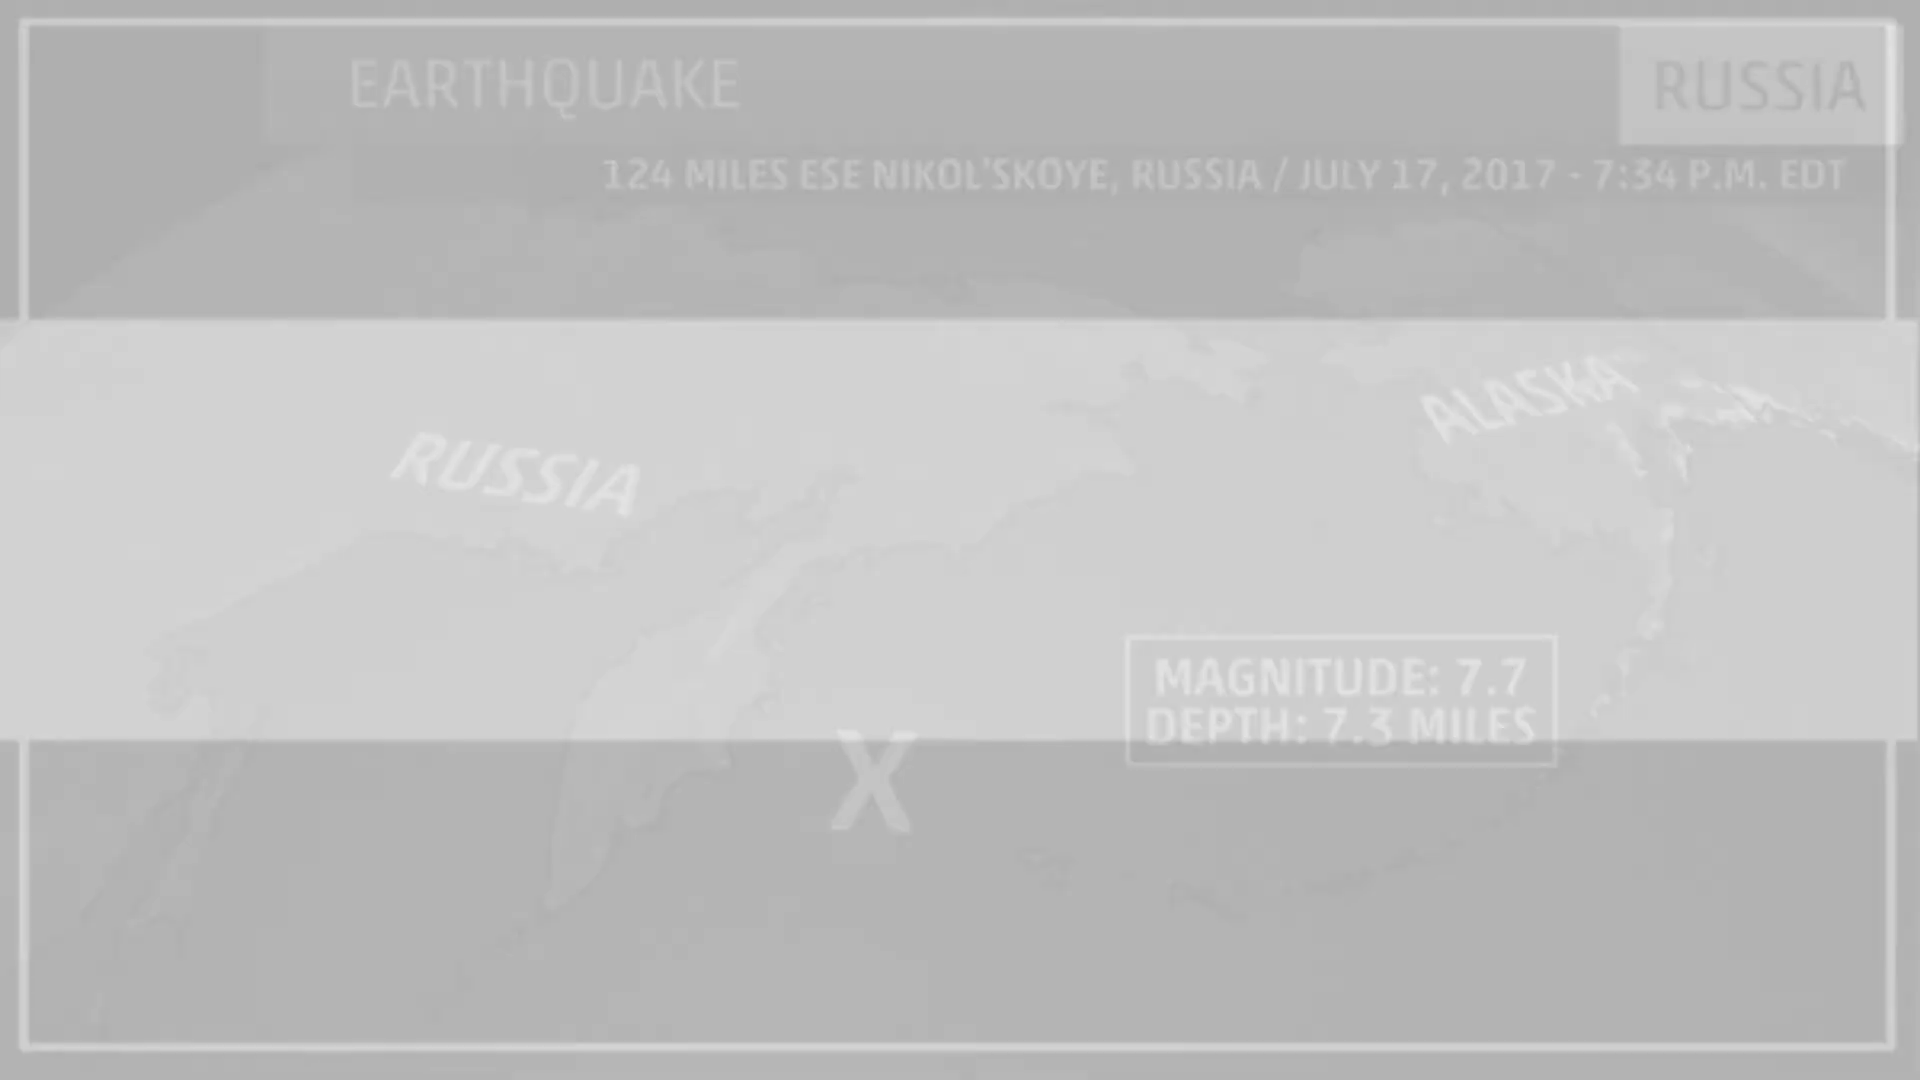 EARTHQUAKE
RUSSIA
124 MILES ESE NIKOL'SKOYE, RUSSIA / JULY 17, 2017 - 7:34 P.M. EDT
ALASKA
RUSSIA
MAGNITUDE: 7.7
DEPTH: 7.3 MILES
X